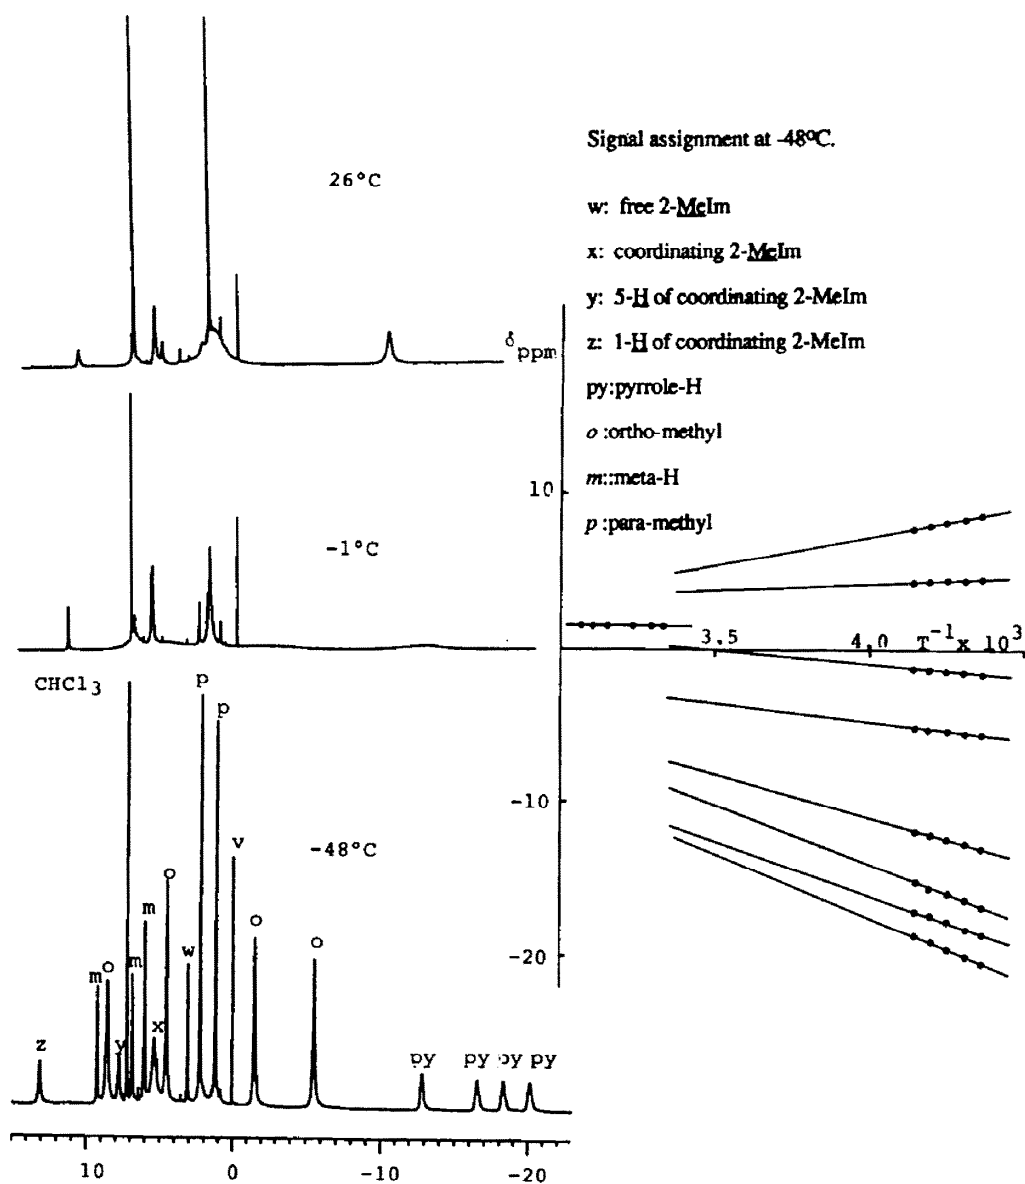 26°C
Signal assignment at -48°C.
w: free 2-MeIm
x: coordinating 2-MeIm
y: 5-H of coordinating 2-MeIm
z: 1-H of coordinating 2-MeIm
py:pyrrole-H
o :ortho-methyl
m::meta-H
p :para-methyl
δppm
10
-1°C
3.5 4.0 T⁻¹x 10³
-10
-20
CHCl₃
p
p
-48°C
v
o
o
o
m
w
m
o
m
x
y
z
py py py py
10 0 -10 -20